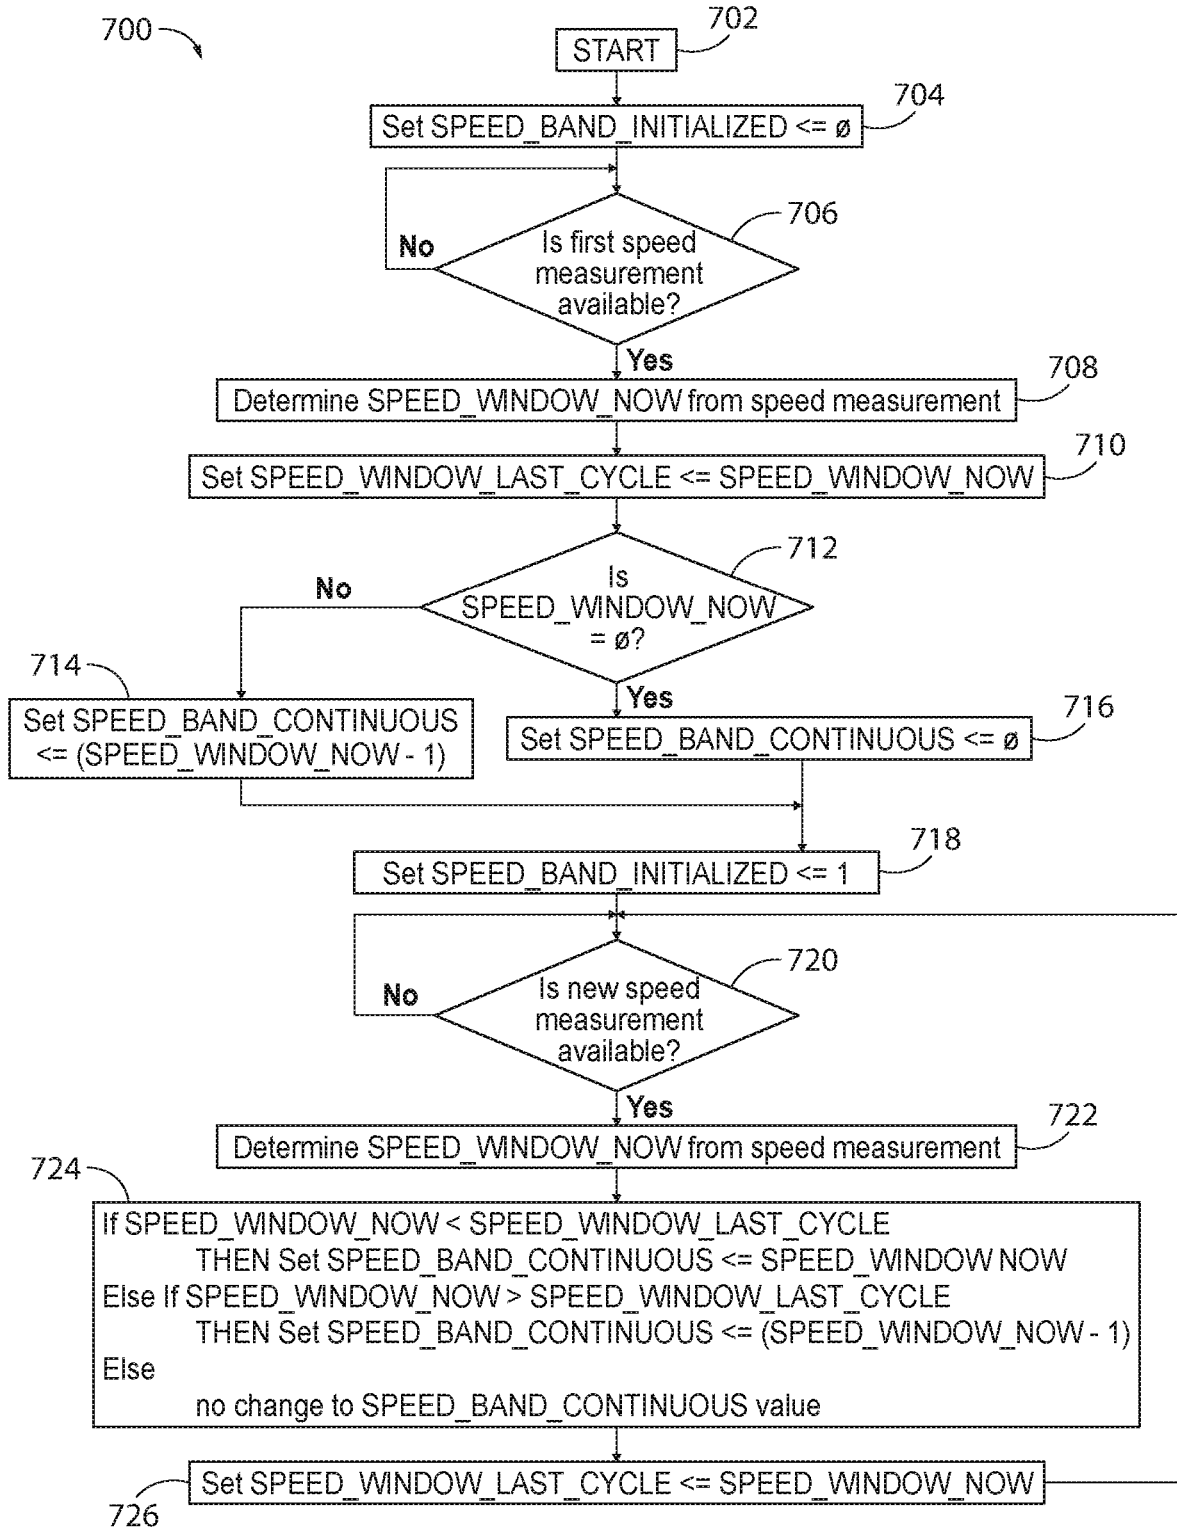 700
702
START
704
Set SPEED_BAND_INITIALIZED <= ø
706
No
Is first speed
measurement
available?
Yes
708
Determine SPEED_WINDOW_NOW from speed measurement
710
Set SPEED_WINDOW_LAST_CYCLE <= SPEED_WINDOW_NOW
712
No
Is
SPEED_WINDOW_NOW
= ø?
714
Yes
716
Set SPEED_BAND_CONTINUOUS
<= (SPEED_WINDOW_NOW - 1)
Set SPEED_BAND_CONTINUOUS <= ø
718
Set SPEED_BAND_INITIALIZED <= 1
720
No
Is new speed
measurement
available?
Yes
722
Determine SPEED_WINDOW_NOW from speed measurement
724
If SPEED_WINDOW_NOW < SPEED_WINDOW_LAST_CYCLE
THEN Set SPEED_BAND_CONTINUOUS <= SPEED_WINDOW NOW
Else If SPEED_WINDOW_NOW > SPEED_WINDOW_LAST_CYCLE
THEN Set SPEED_BAND_CONTINUOUS <= (SPEED_WINDOW_NOW - 1)
Else
no change to SPEED_BAND_CONTINUOUS value
Set SPEED_WINDOW_LAST_CYCLE <= SPEED_WINDOW_NOW
726